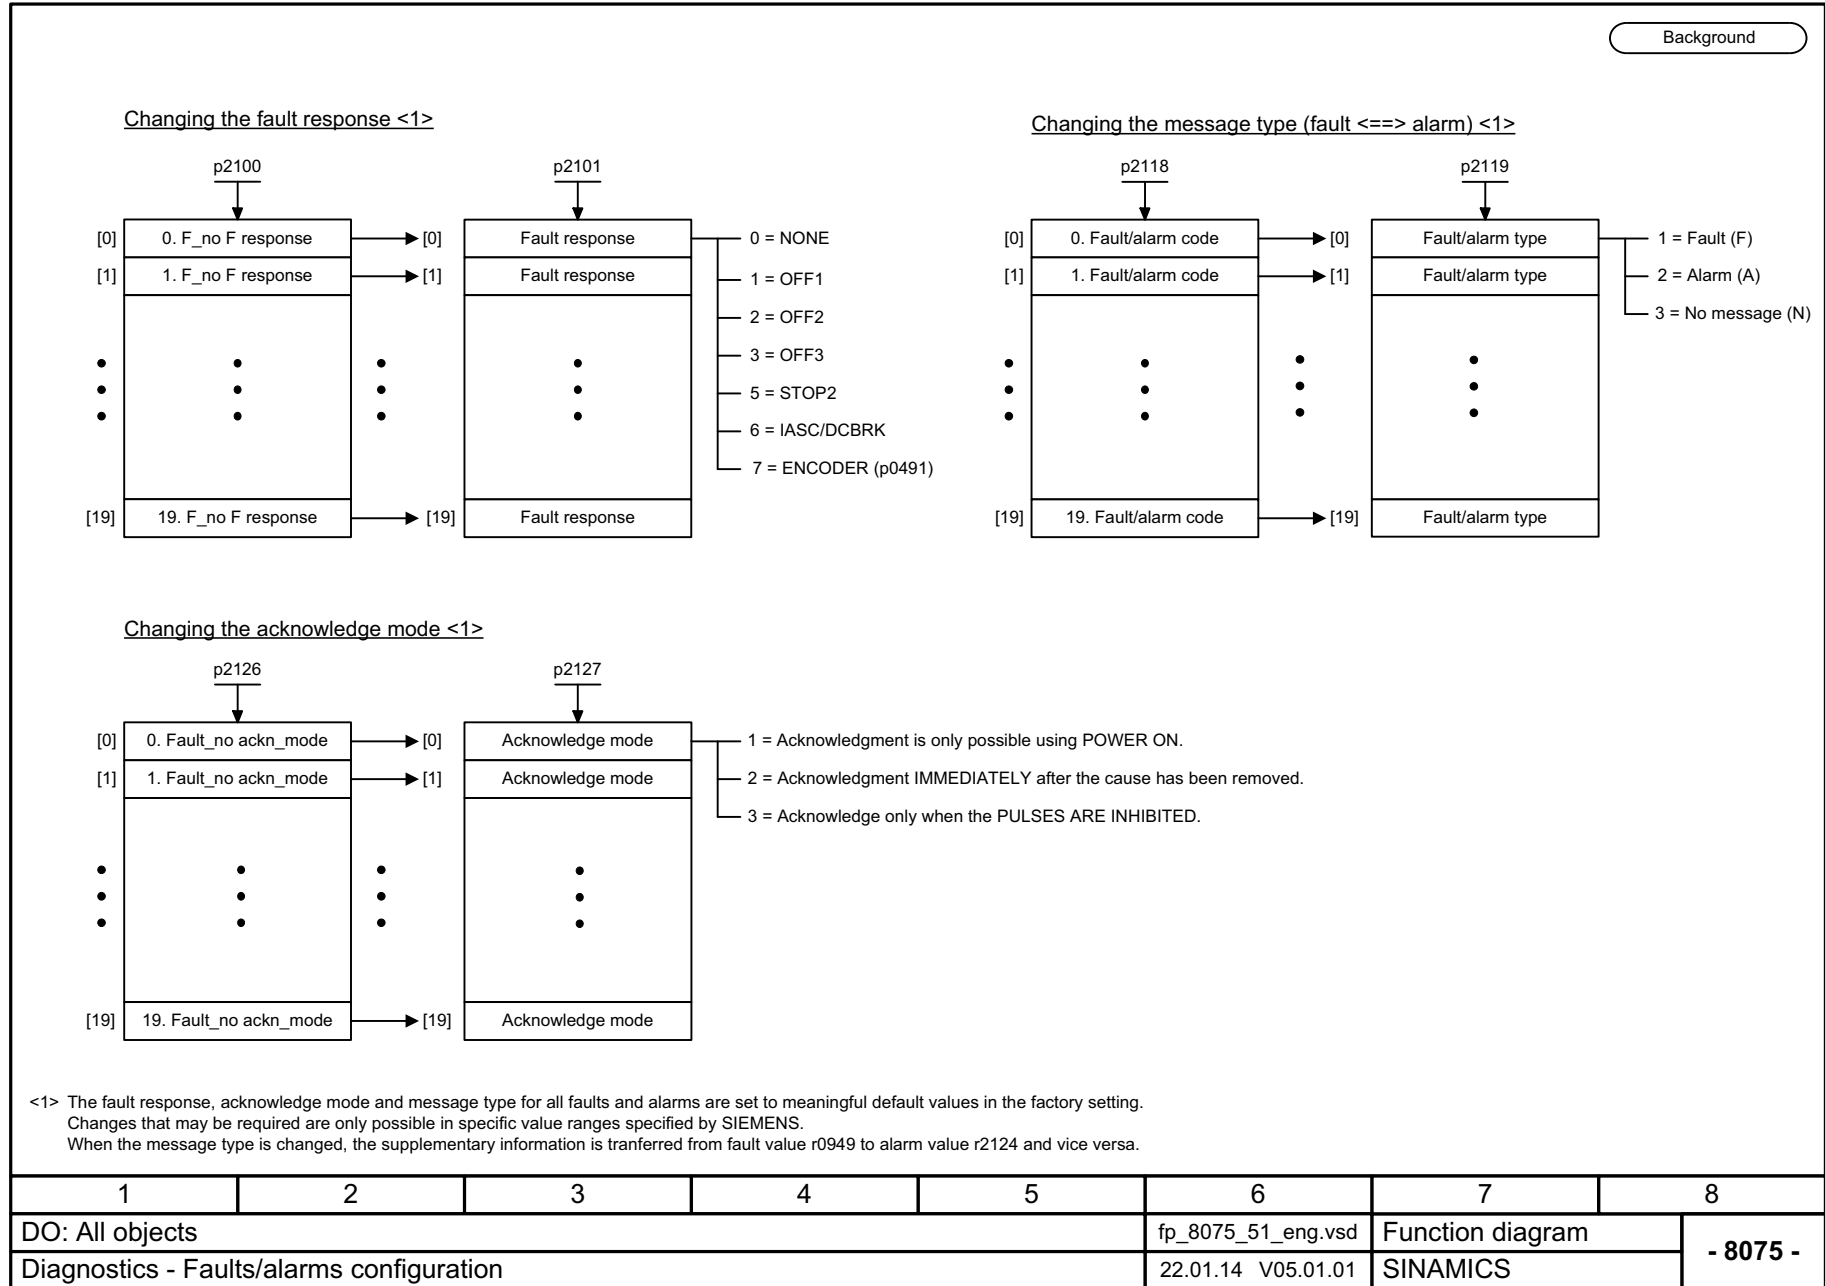 Background
Changing the fault response <1>
p2100
p2101
[0] 0. F_no F response [0] Fault response 0 = NONE
[1] 1. F_no F response [1] Fault response 1 = OFF1
2 = OFF2
3 = OFF3
5 = STOP2
6 = IASC/DCBRK
7 = ENCODER (p0491)
[19] 19. F_no F response [19] Fault response
Changing the message type (fault <==> alarm) <1>
p2118
p2119
[0] 0. Fault/alarm code [0] Fault/alarm type 1 = Fault (F)
[1] 1. Fault/alarm code [1] Fault/alarm type 2 = Alarm (A)
3 = No message (N)
[19] 19. Fault/alarm code [19] Fault/alarm type
Changing the acknowledge mode <1>
p2126
p2127
[0] 0. Fault_no ackn_mode [0] Acknowledge mode 1 = Acknowledgment is only possible using POWER ON.
[1] 1. Fault_no ackn_mode [1] Acknowledge mode 2 = Acknowledgment IMMEDIATELY after the cause has been removed.
3 = Acknowledge only when the PULSES ARE INHIBITED.
[19] 19. Fault_no ackn_mode [19] Acknowledge mode
<1> The fault response, acknowledge mode and message type for all faults and alarms are set to meaningful default values in the factory setting.
Changes that may be required are only possible in specific value ranges specified by SIEMENS.
When the message type is changed, the supplementary information is tranferred from fault value r0949 to alarm value r2124 and vice versa.
1 2 3 4 5 6 7 8
DO: All objects fp_8075_51_eng.vsd Function diagram - 8075 -
Diagnostics - Faults/alarms configuration 22.01.14 V05.01.01 SINAMICS